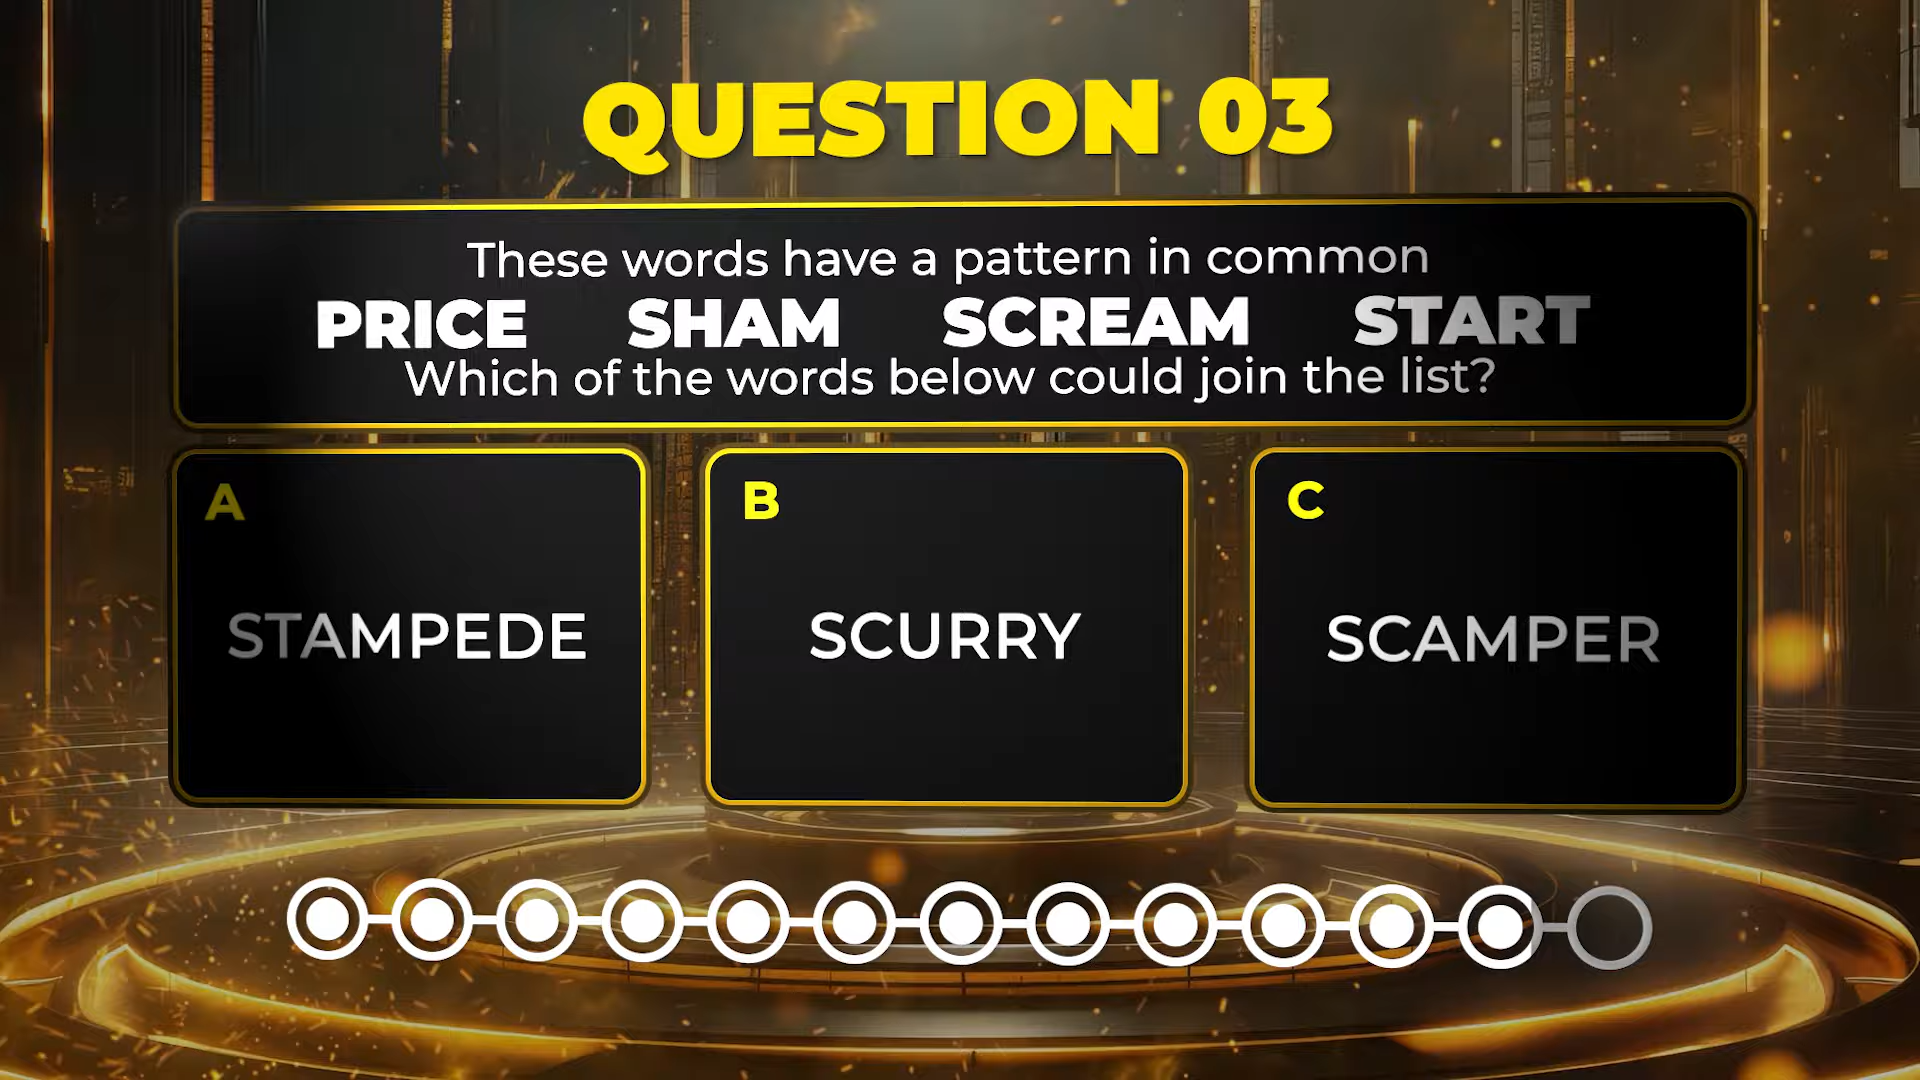 QUESTION 03
These words have a pattern in common
PRICE SHAM SCREAM START
Which of the words below could join the list?
A
STAMPEDE
B
SCURRY
C
SCAMPER